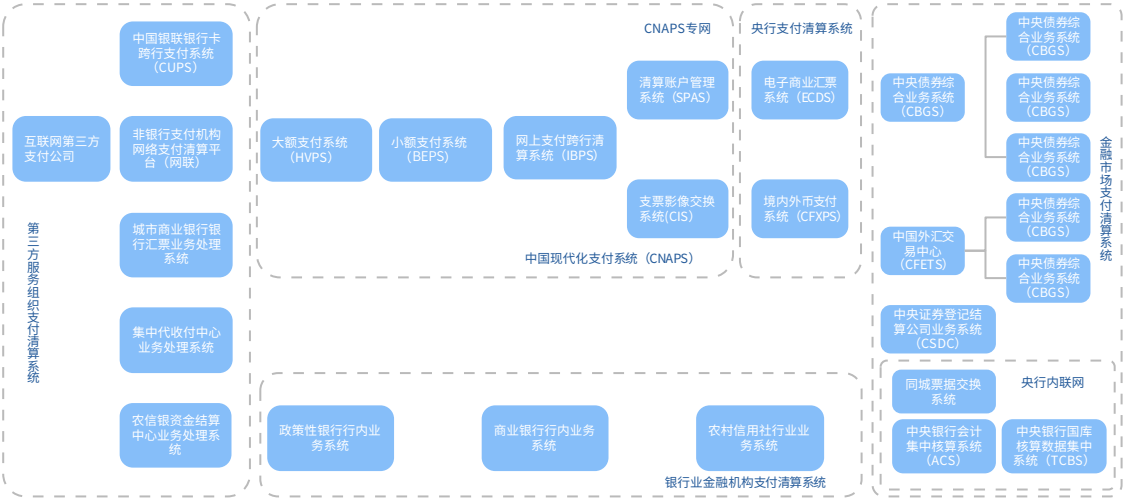 中国银联银行卡
跨行支付系统
（CUPS）
互联网第三方
支付公司
非银行支付机构
网络支付清算平
台（网联）
城市商业银行银
行汇票业务处理
系统
集中代收付中心
业务处理系统
农信银资金结算
中心业务处理系
统
第三方服务组织支付清算系统
CNAPS专网
清算账户管理
系统（SPAS）
大额支付系统
（HVPS）
小额支付系统
（BEPS）
网上支付跨行清
算系统（IBPS）
支票影像交换
系统(CIS）
中国现代化支付系统（CNAPS）
央行支付清算系统
电子商业汇票
系统（ECDS）
境内外币支付
系统（CFXPS）
中央债券综
合业务系统
（CBGS）
中央债券综
合业务系统
（CBGS）
中央债券综
合业务系统
（CBGS）
中央债券综
合业务系统
（CBGS）
中央债券综
合业务系统
（CBGS）
中国外汇交
易中心
（CFETS）
中央债券综
合业务系统
（CBGS）
中央证券登记结
算公司业务系统
（CSDC）
金融市场支付清算系统
同城票据交换
系统
央行内联网
中央银行会计
集中核算系统
（ACS）
中央银行国库
核算数据集中
系统（TCBS）
政策性银行行内业
务系统
商业银行行内业务
系统
农村信用社行业业
务系统
银行业金融机构支付清算系统